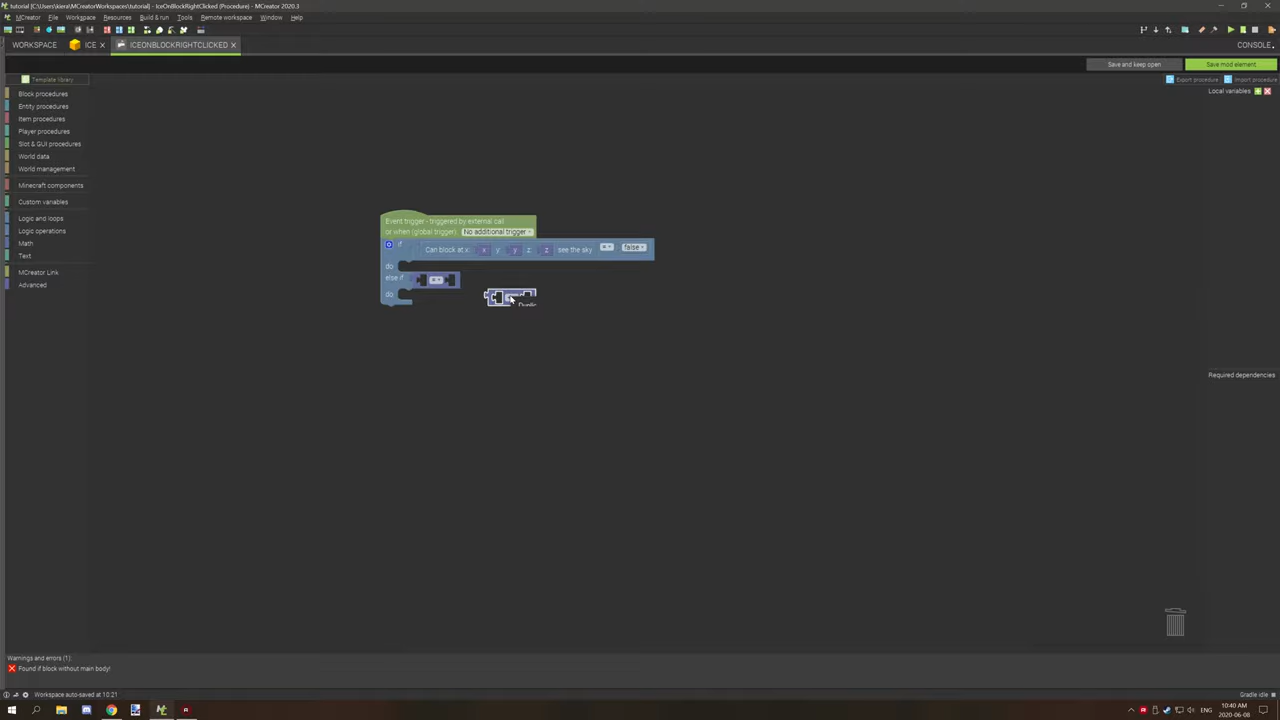 tutorial [C:\Users\kiera\MCreatorWorkspaces\tutorial] - IceOnBlockRightClicked (Procedure) - MCreator 2020.3
MCreator File Workspace Resources Build & run Tools Remote workspace Window Help
WORKSPACE ICE ICEONBLOCKRIGHTCLICKED CONSOLE
Save and keep open Save mod element
Template library Export procedure Import procedure
Local variables
Block procedures
Entity procedures
Item procedures
Player procedures
Slot & GUI procedures
World data
World management
Minecraft components
Custom variables
Logic and loops
Logic operations
Math
Text
MCreator Link
Advanced
Event trigger - triggered by external call
or when (global trigger): No additional trigger
if Can block at x: x y: y z: z see the sky = false
do
else if =
do
Required dependencies
Warnings and errors (1):
Found if block without main body!
Workspace auto-saved at 10:21 Gradle idle
ENG
10:40 AM
2020-06-08